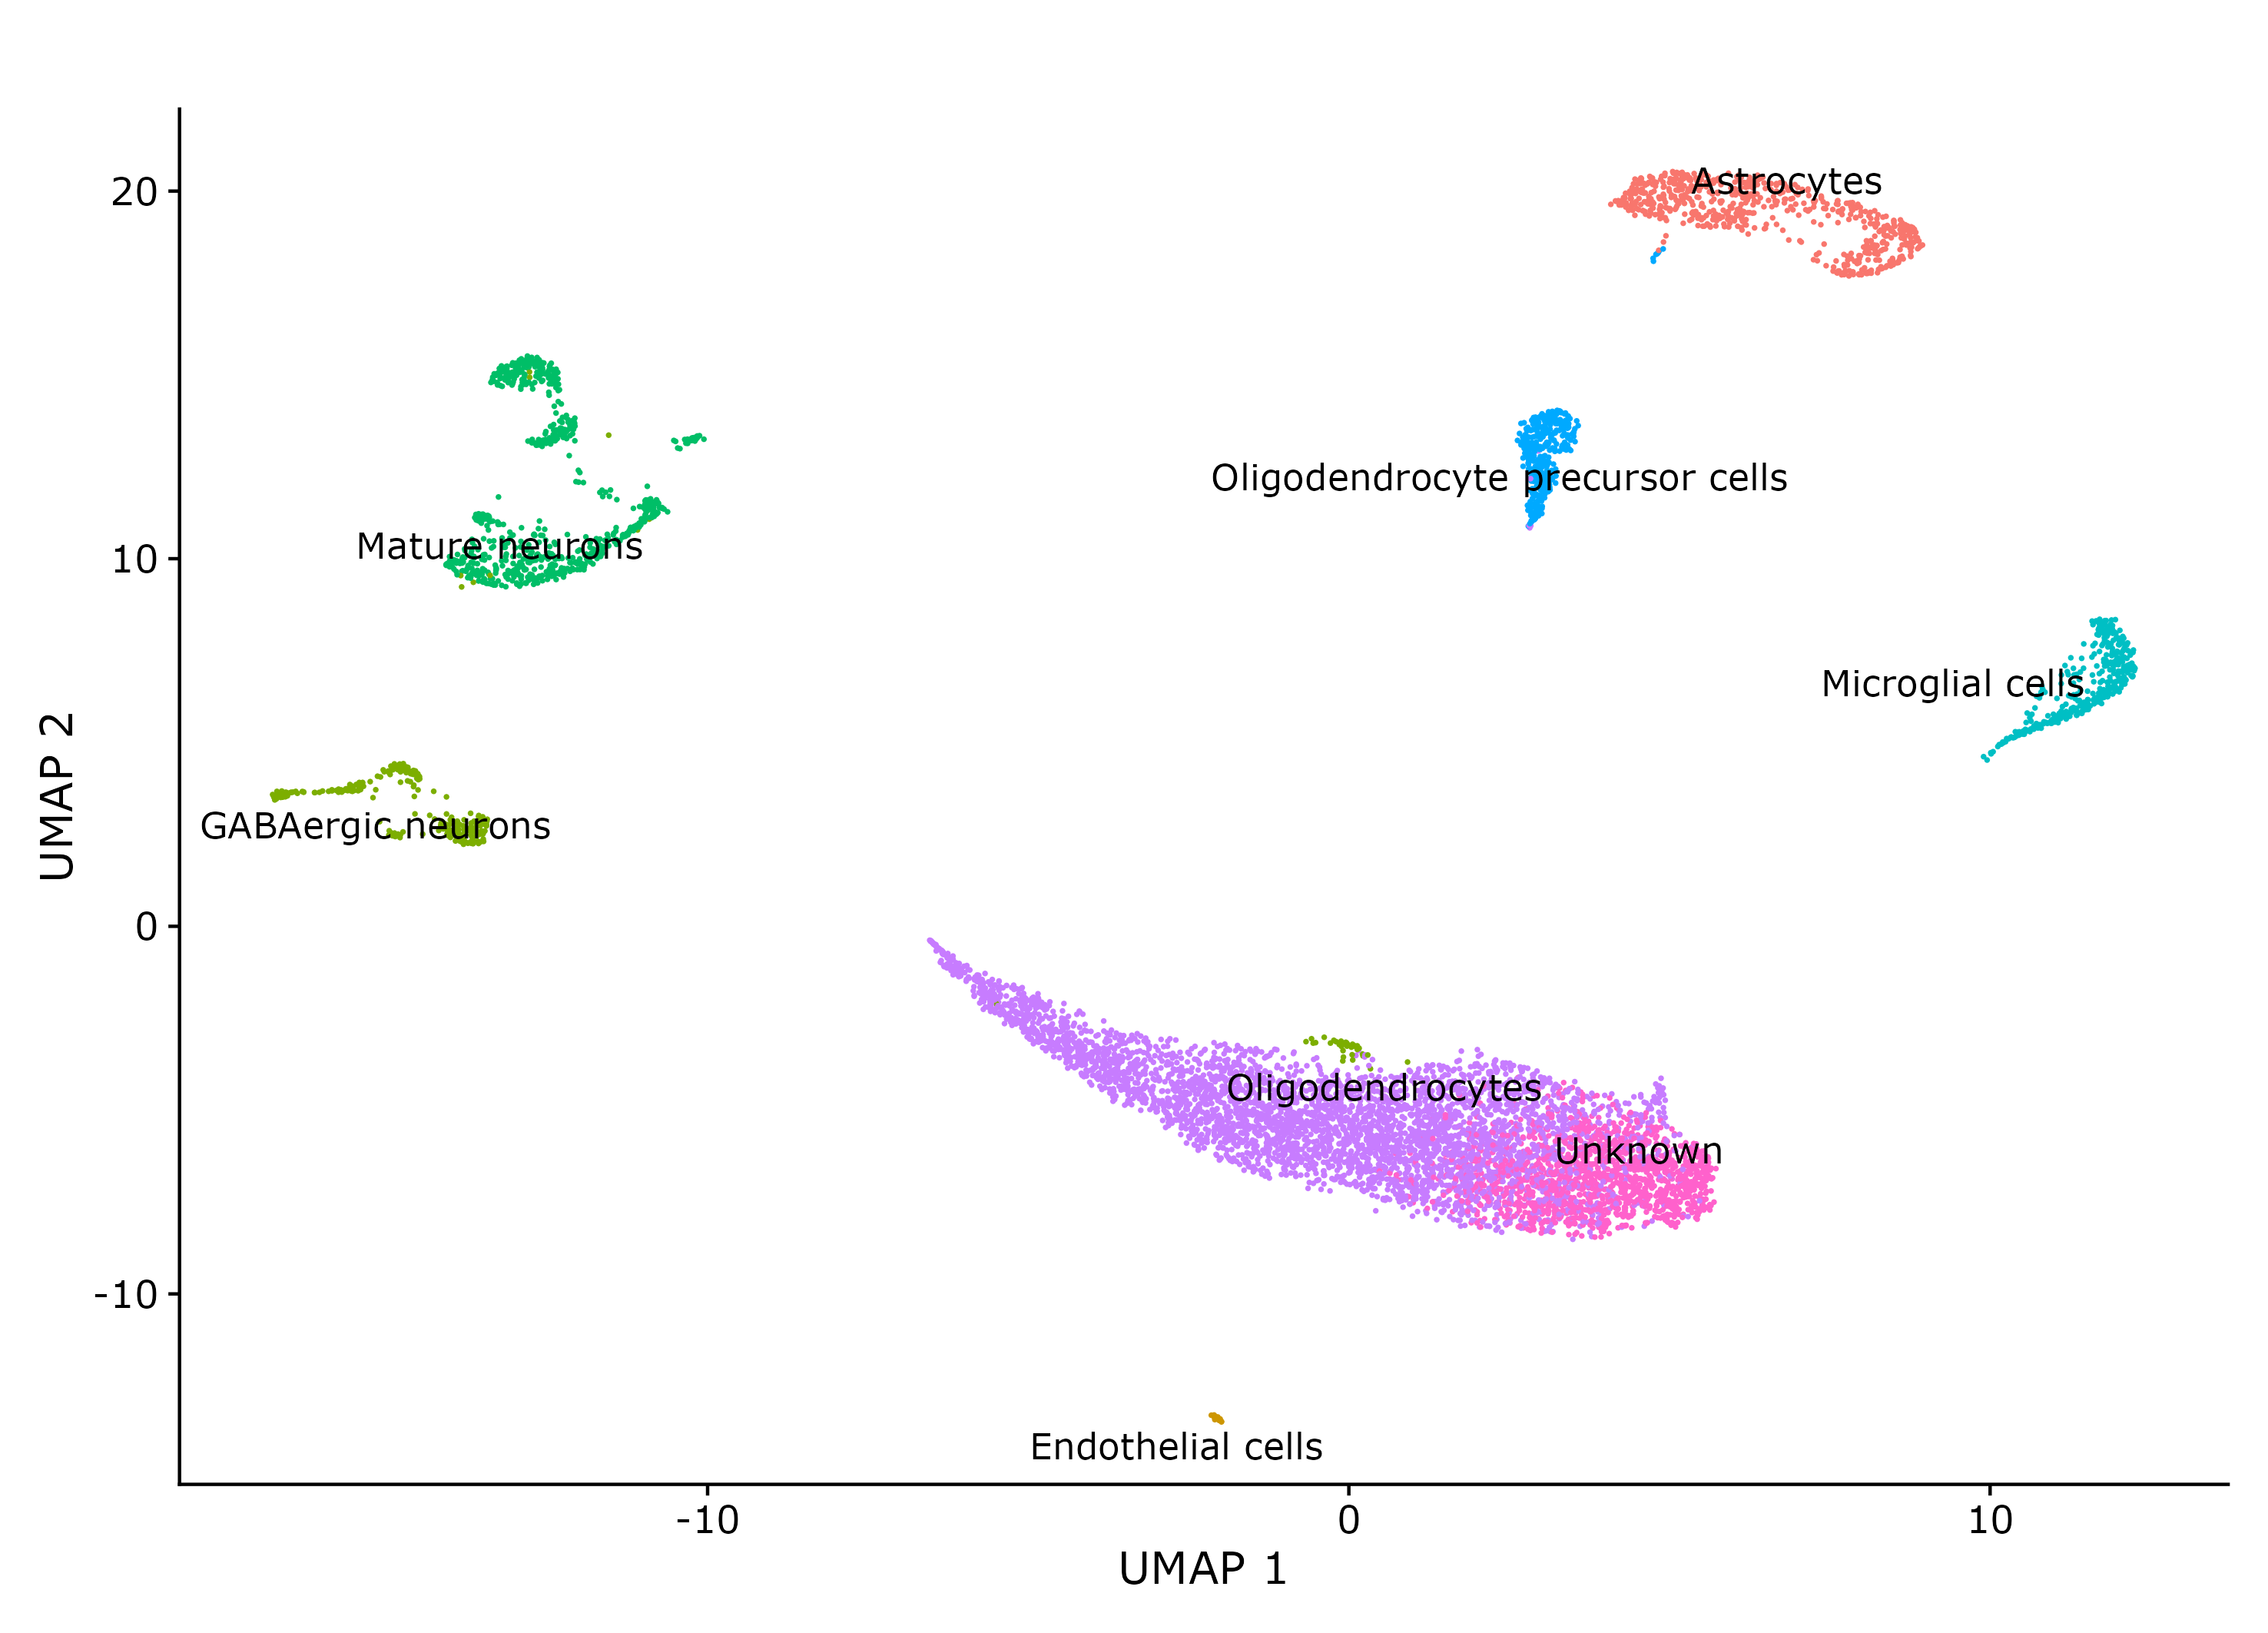 20
Astrocytes
Oligodendrocyte precursor cells
10
Mature neurons
Microglial cells
UMAP 2
GABAergic neurons
0
Oligodendrocytes
Unknown
-10
Endothelial cells
-10 0 10
UMAP 1